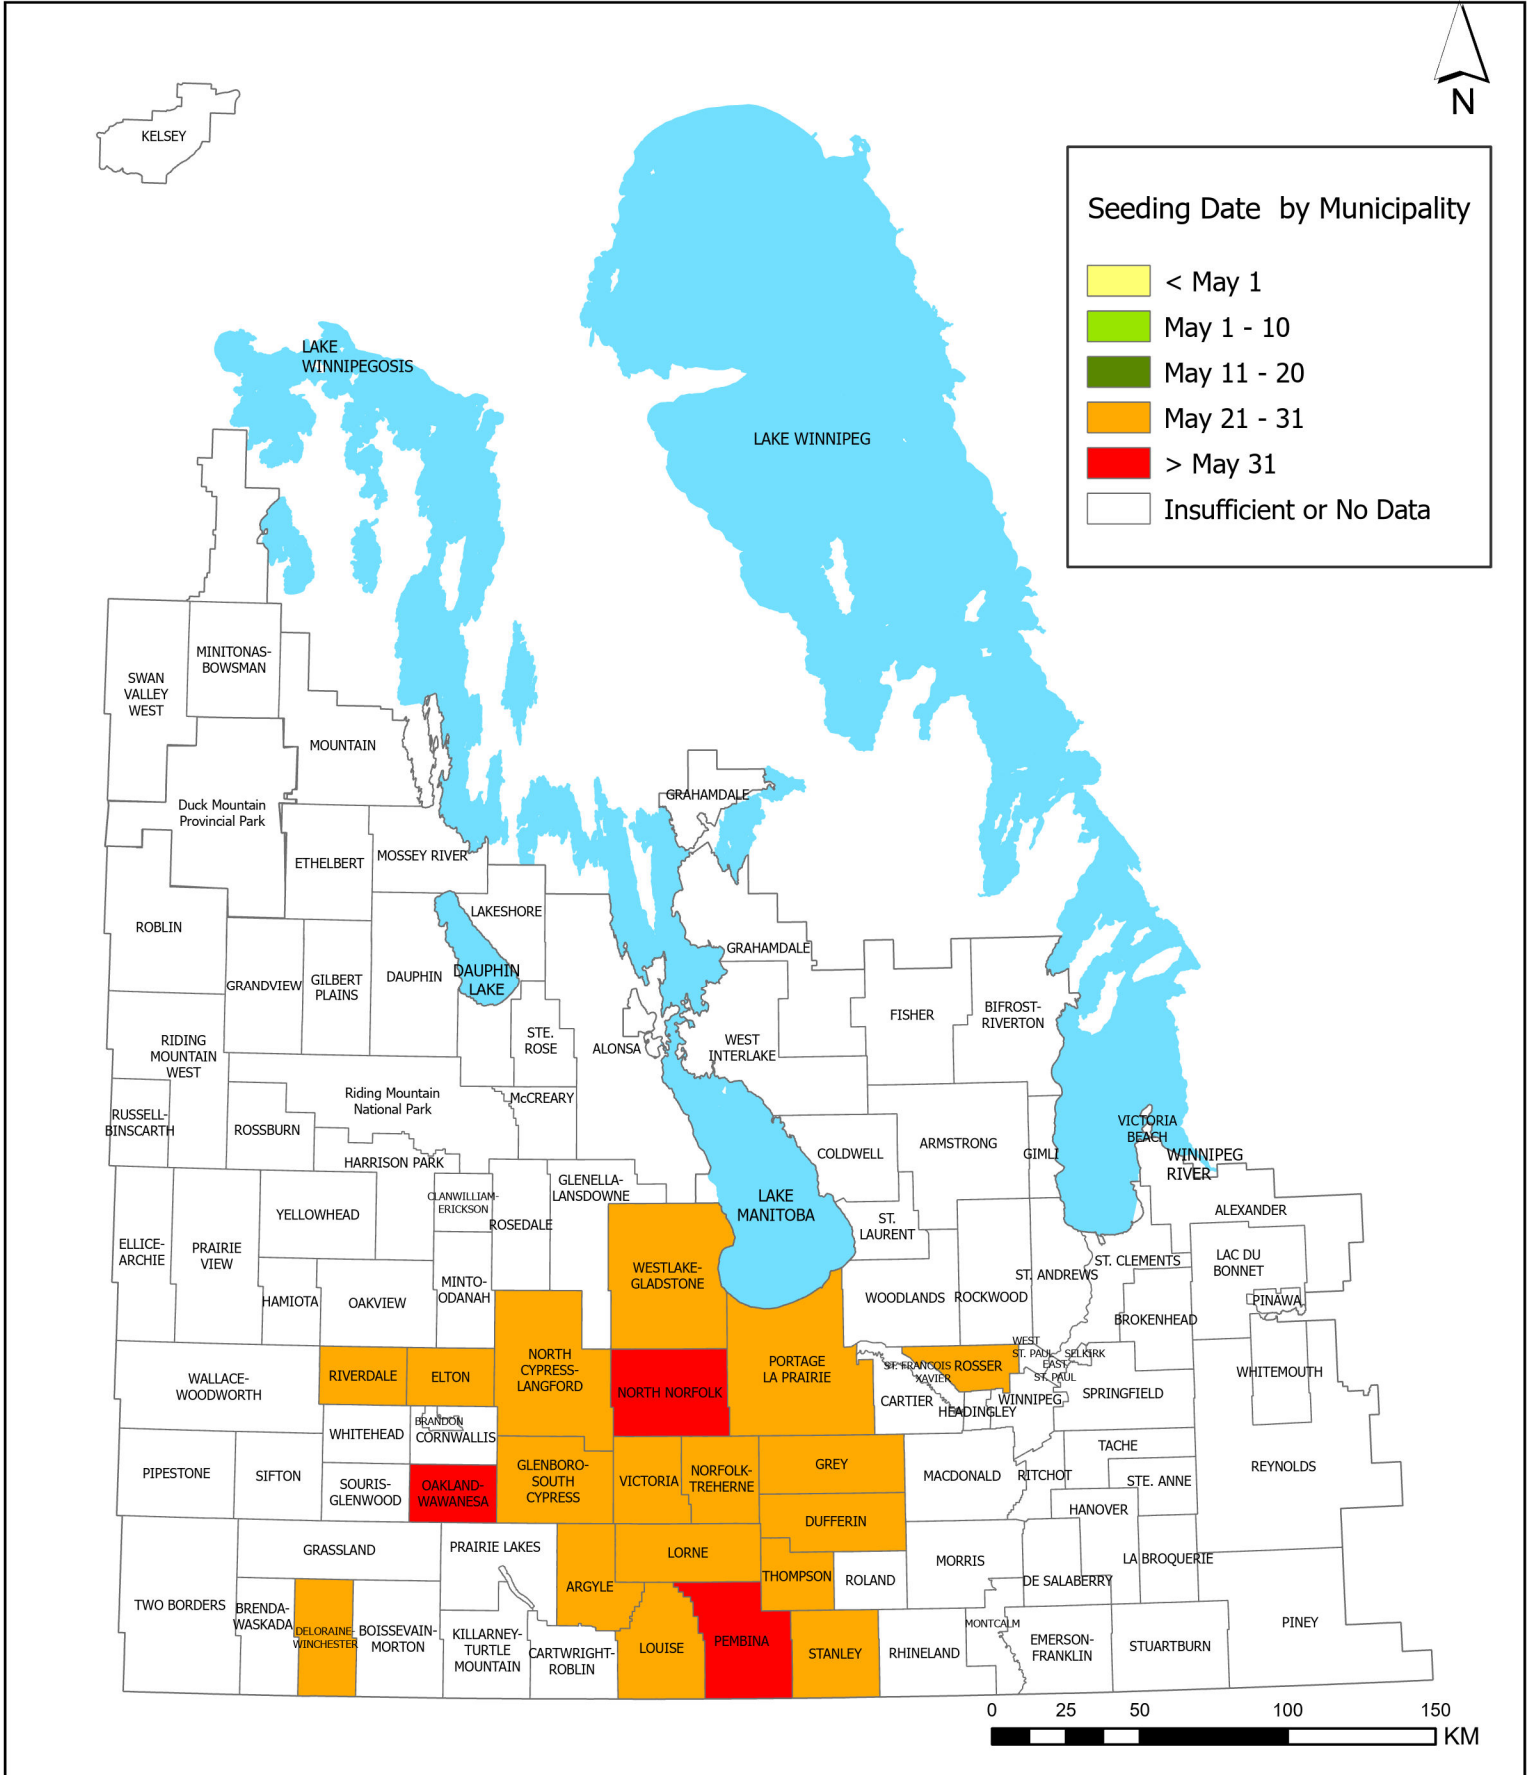 N
KELSEY
Seeding Date by Municipality
< May 1
May 1 - 10
May 11 - 20
May 21 - 31
> May 31
Insufficient or No Data
LAKE
WINNIPEGOSIS
LAKE WINNIPEG
MINITONAS-
BOWSMAN
SWAN
VALLEY
WEST
MOUNTAIN
GRAHAMDALE
Duck Mountain
Provincial Park
ETHELBERT
MOSSEY RIVER
LAKESHORE
ROBLIN
GRAHAMDALE
GRANDVIEW
GILBERT
PLAINS
DAUPHIN
DAUPHIN
LAKE
FISHER
BIFROST-
RIVERTON
STE.
ROSE
ALONSA
WEST
INTERLAKE
RIDING
MOUNTAIN
WEST
Riding Mountain
National Park
McCREARY
RUSSELL-
BINSCARTH
ROSSBURN
HARRISON PARK
COLDWELL
ARMSTRONG
GIMLI
VICTORIA
BEACH
WINNIPEG
RIVER
CLANWILLIAM-
ERICKSON
GLENELLA-
LANSDOWNE
ROSEDALE
LAKE
MANITOBA
ST.
LAURENT
ALEXANDER
YELLOWHEAD
ELLICE-
ARCHIE
PRAIRIE
VIEW
WESTLAKE-
GLADSTONE
ST. CLEMENTS
LAC DU
BONNET
ST. ANDREWS
HAMIOTA
OAKVIEW
MINTO-
ODANAH
WOODLANDS
ROCKWOOD
PINAWA
BROKENHEAD
WALLACE-
WOODWORTH
RIVERDALE
ELTON
NORTH
CYPRESS-
LANGFORD
NORTH NORFOLK
PORTAGE
LA PRAIRIE
ST. FRANCOIS
XAVIER
ROSSER
WEST
ST. PAUL
SELKIRK
EAST
ST. PAUL
WHITEMOUTH
CARTIER
HEADINGLEY
WINNIPEG
SPRINGFIELD
WHITEHEAD
BRANDON
CORNWALLIS
PIPESTONE
SIFTON
SOURIS-
GLENWOOD
OAKLAND-
WAWANESA
GLENBORO-
SOUTH
CYPRESS
VICTORIA
NORFOLK-
TREHERNE
GREY
MACDONALD
RITCHOT
TACHE
STE. ANNE
REYNOLDS
HANOVER
DUFFERIN
GRASSLAND
PRAIRIE LAKES
LORNE
ARGYLE
THOMPSON
ROLAND
MORRIS
DE SALABERRY
LA BROQUERIE
TWO BORDERS
BRENDA-
WASKADA
DELORAINE-
WINCHESTER
BOISSEVAIN-
MORTON
KILLARNEY-
TURTLE
MOUNTAIN
CARTWRIGHT-
ROBLIN
LOUISE
PEMBINA
STANLEY
RHINELAND
MONTCALM
EMERSON-
FRANKLIN
STUARTBURN
PINEY
0 25 50 100 150
KM